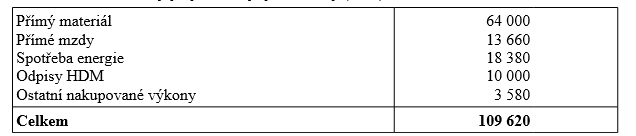 Přímý materiál 64 000
Přímé mzdy 13 660
Spotřeba energie 18 380
Odpisy HDM 10 000
Ostatní nakupované výkony 3 580
Celkem 109 620